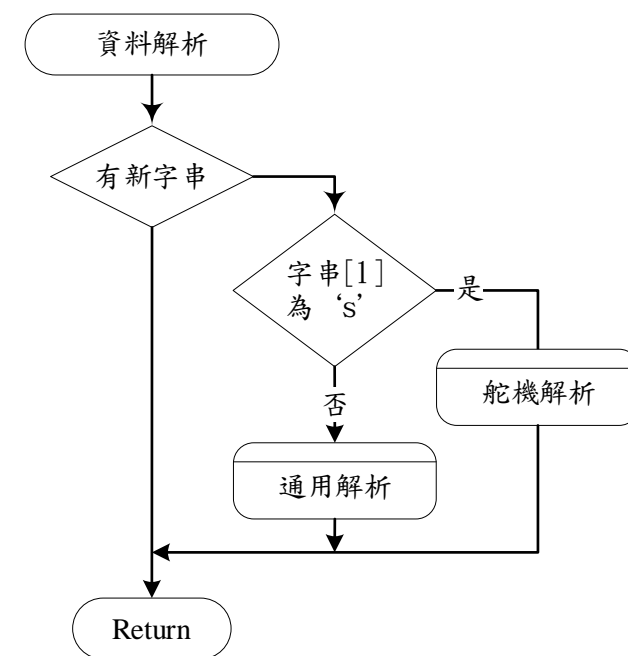 資料解析
有新字串
字串[1]
為 ‘s’
是
舵機解析
否
通用解析
Return